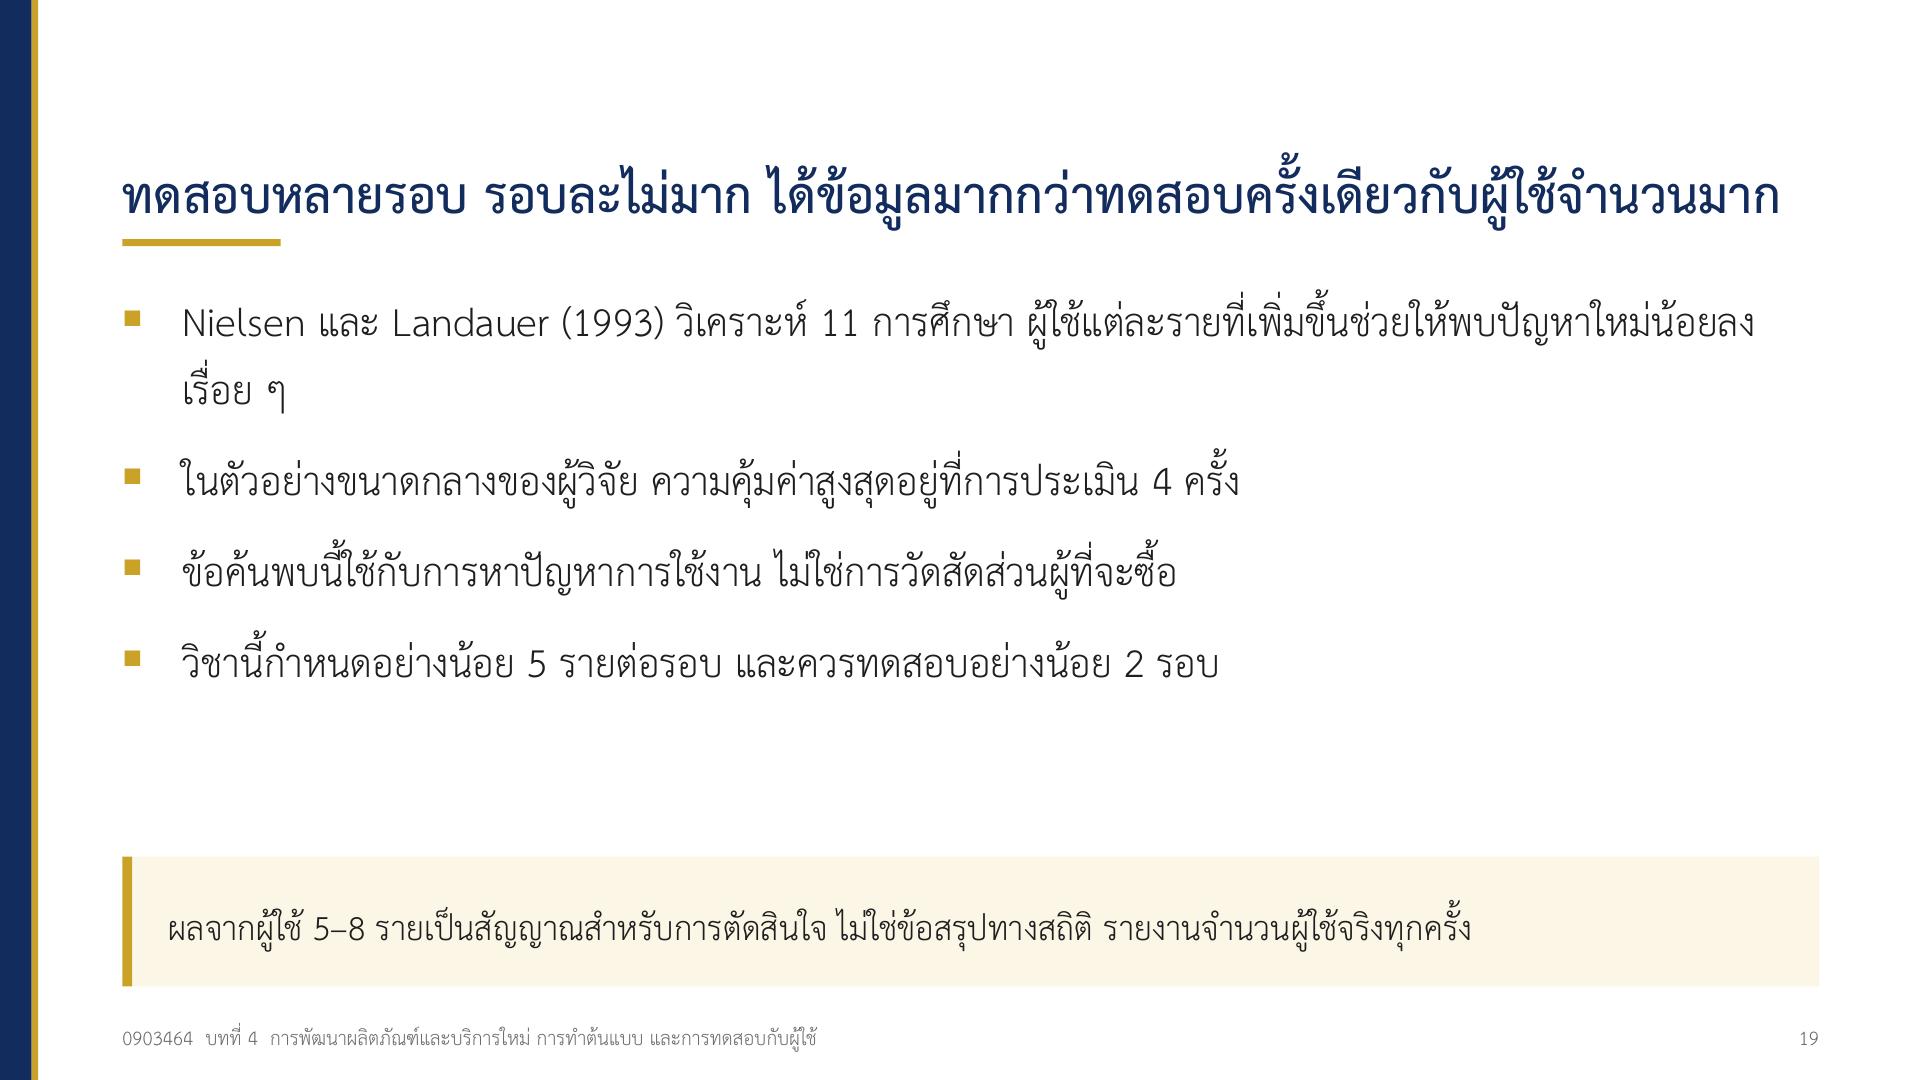 ทดสอบหลายรอบ รอบละไม่มาก ได้ข้อมูลมากกว่าทดสอบครั้งเดียวกับผู้ใช้จำนวนมาก
Nielsen และ Landauer (1993) วิเคราะห์ 11 การศึกษา ผู้ใช้แต่ละรายที่เพิ่มขึ้นช่วยให้พบปัญหาใหม่น้อยลง
เรื่อย ๆ
ในตัวอย่างขนาดกลางของผู้วิจัย ความคุ้มค่าสูงสุดอยู่ที่การประเมิน 4 ครั้ง
ข้อค้นพบนี้ใช้กับการหาปัญหาการใช้งาน ไม่ใช่การวัดสัดส่วนผู้ที่จะซื้อ
วิชานี้กำหนดอย่างน้อย 5 รายต่อรอบ และควรทดสอบอย่างน้อย 2 รอบ
ผลจากผู้ใช้ 5–8 รายเป็นสัญญาณสำหรับการตัดสินใจ ไม่ใช่ข้อสรุปทางสถิติ รายงานจำนวนผู้ใช้จริงทุกครั้ง
0903464 บทที่ 4 การพัฒนาผลิตภัณฑ์และบริการใหม่ การทำต้นแบบ และการทดสอบกับผู้ใช้
19